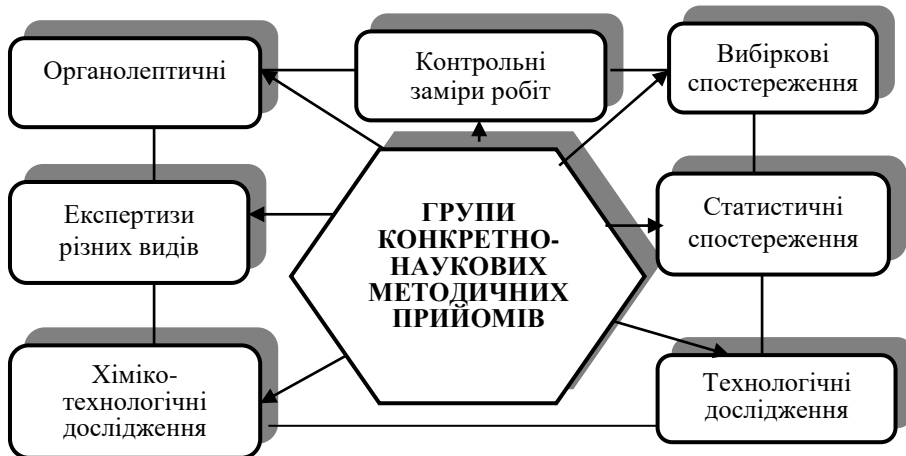 Органолептичні
Контрольні
заміри робіт
Вибіркові
спостереження
Експертизи
різних видів
ГРУПИ
КОНКРЕТНО-
НАУКОВИХ
МЕТОДИЧНИХ
ПРИЙОМІВ
Статистичні
спостереження
Хіміко-
технологічні
дослідження
Технологічні
дослідження